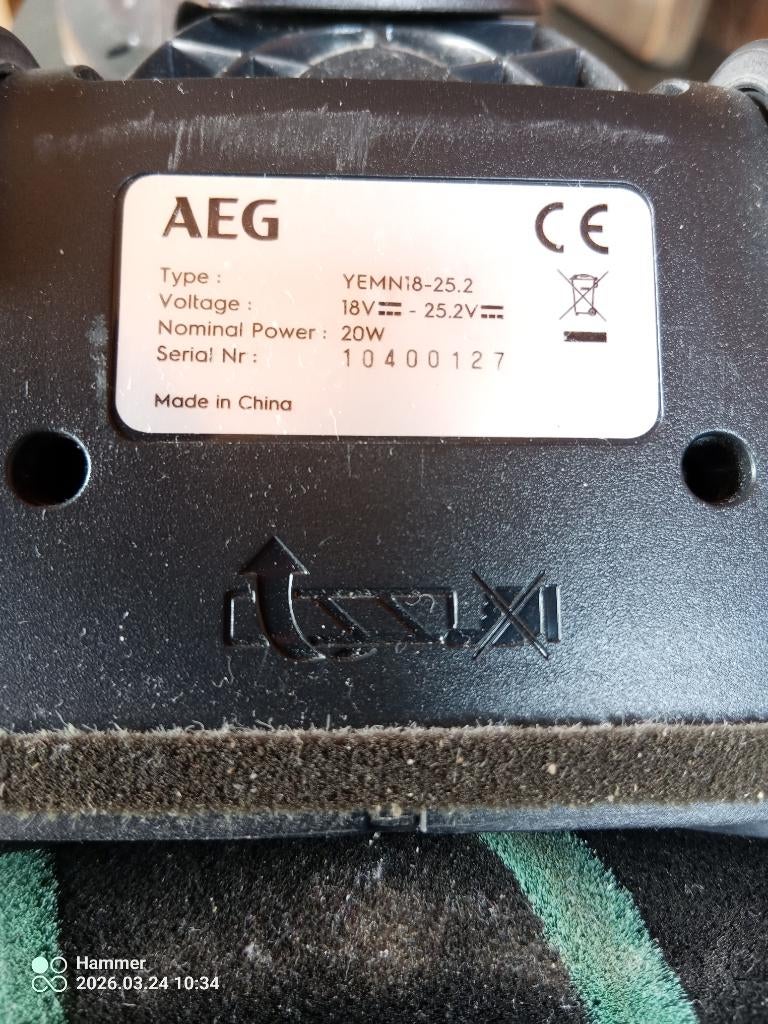 AEG
CE
Type : YEMN18-25.2
Voltage : 18V⎓ - 25.2V⎓
Nominal Power : 20W
Serial Nr : 10400127
Made in China
Hammer
2026.03.24 10:34